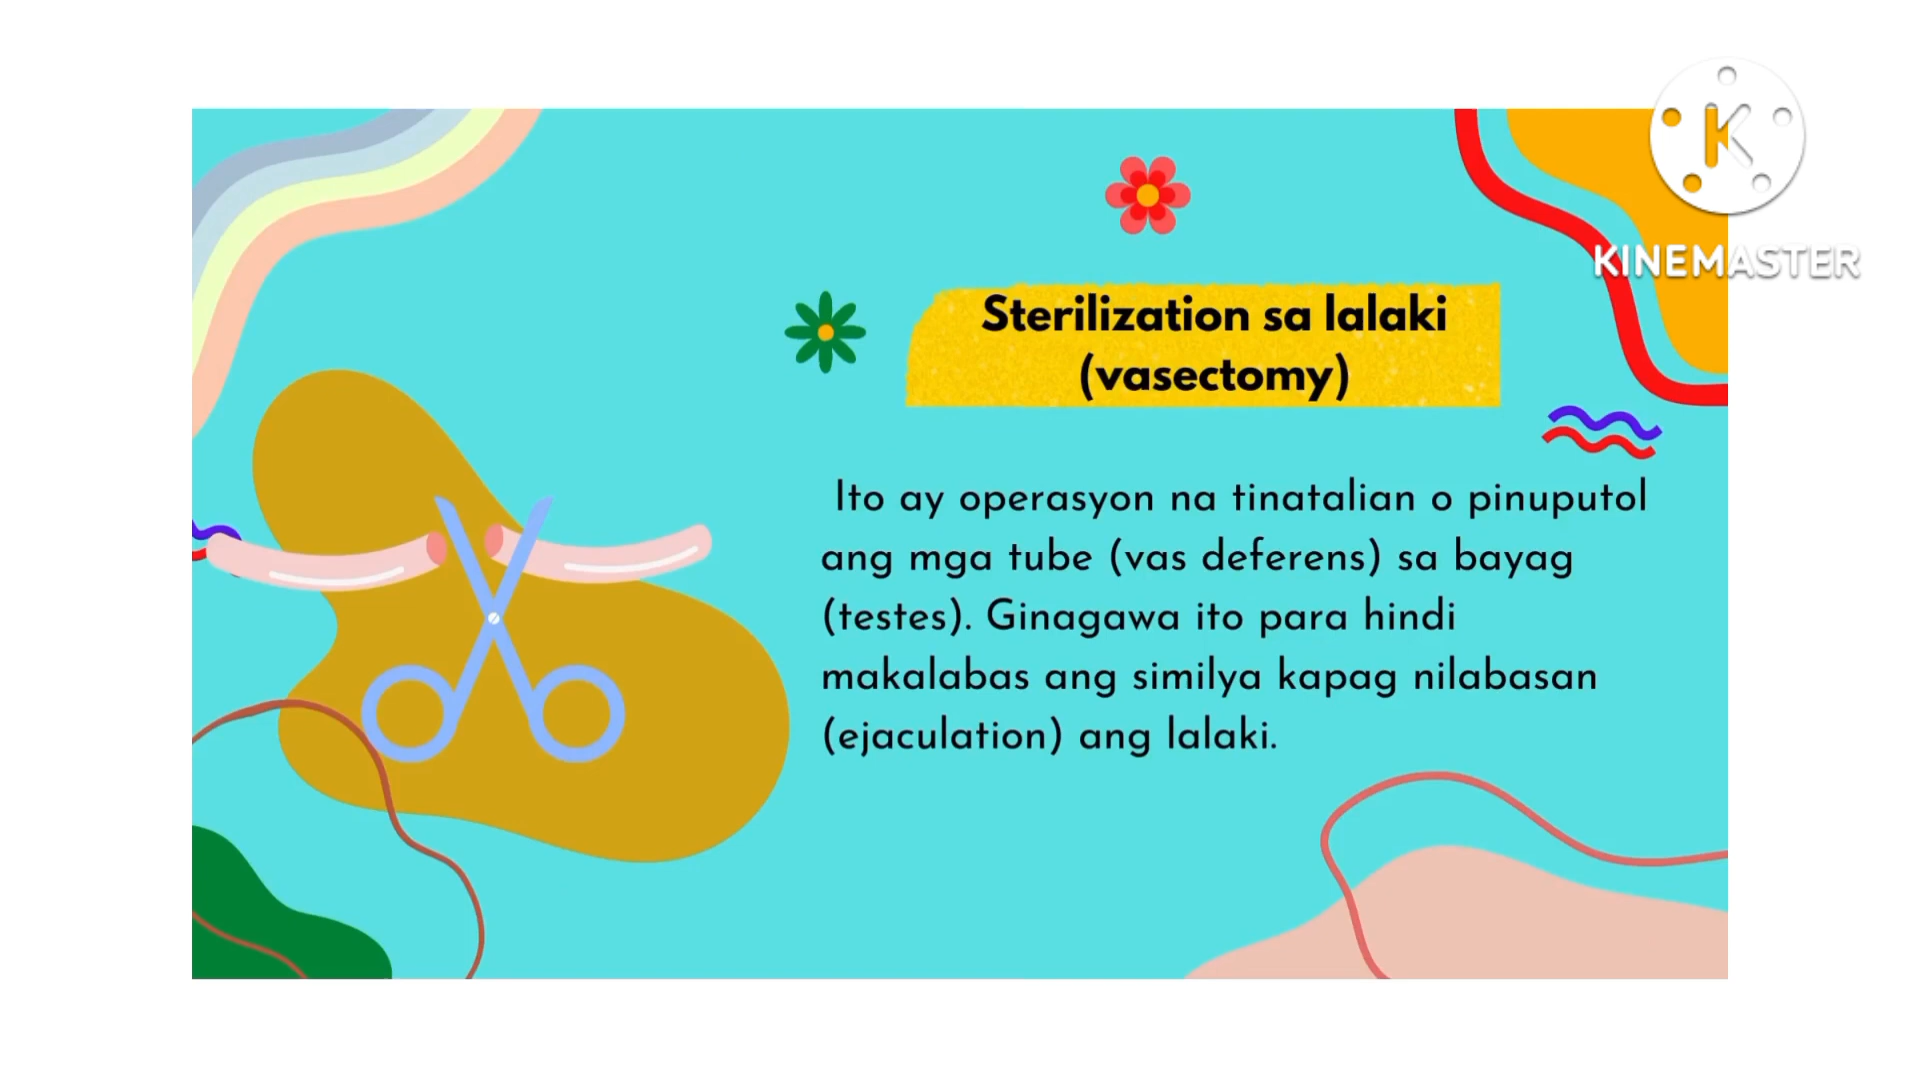 KINEMASTER
Sterilization sa lalaki
(vasectomy)
Ito ay operasyon na tinatalian o pinuputol
ang mga tube (vas deferens) sa bayag
(testes). Ginagawa ito para hindi
makalabas ang similya kapag nilabasan
(ejaculation) ang lalaki.